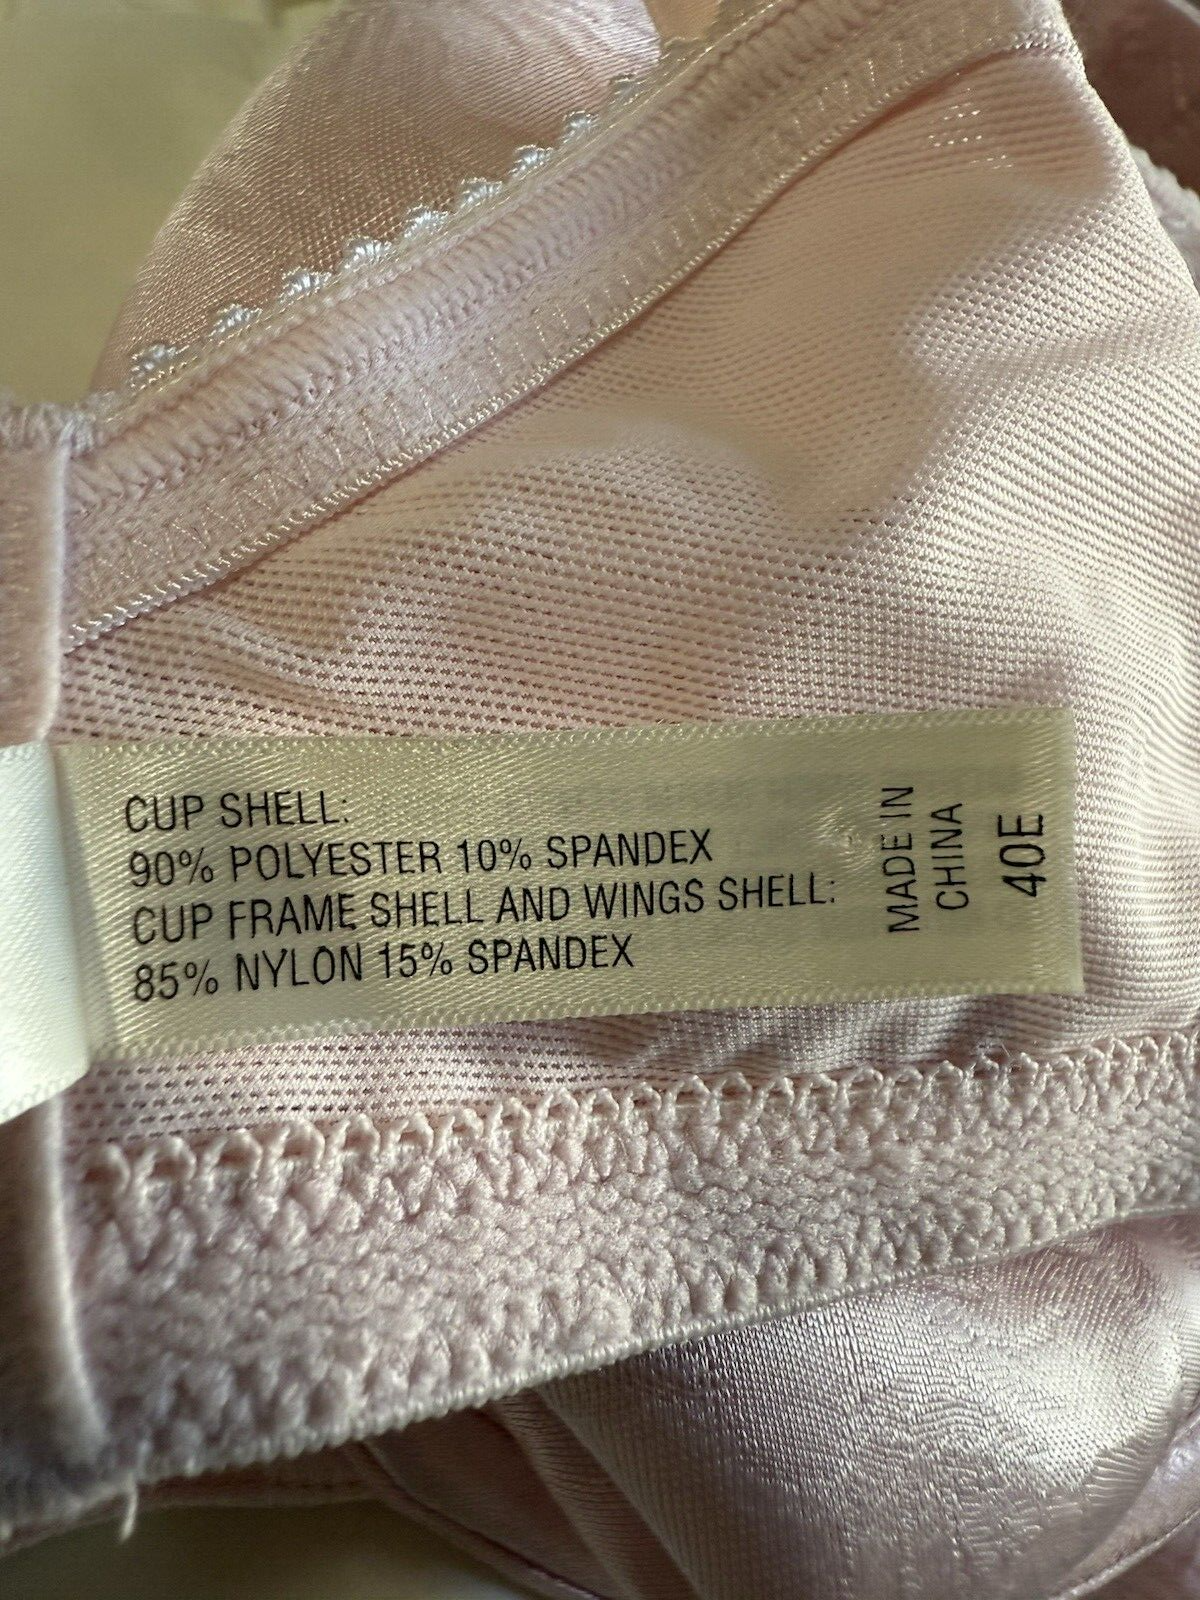 CUP SHELL:
90% POLYESTER 10% SPANDEX
CUP FRAME SHELL AND WINGS SHELL:
85% NYLON 15% SPANDEX
MADE IN
CHINA
40E